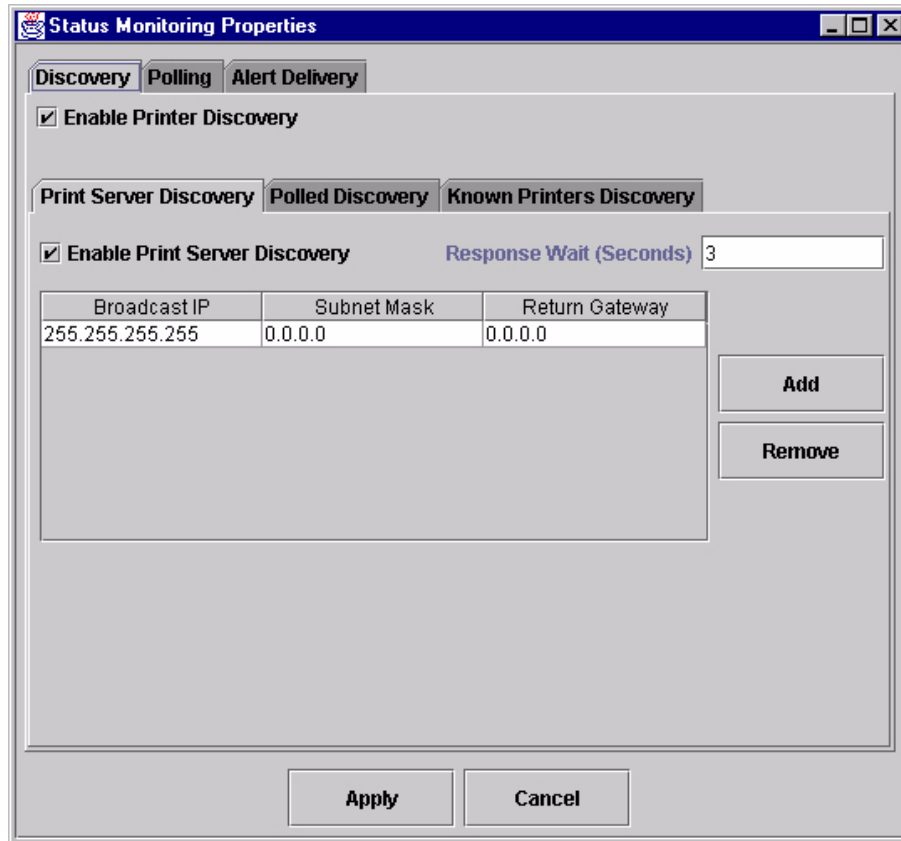 Status Monitoring Properties
Discovery Polling Alert Delivery
Enable Printer Discovery
Print Server Discovery Polled Discovery Known Printers Discovery
Enable Print Server Discovery Response Wait (Seconds) 3
Broadcast IP Subnet Mask Return Gateway
255.255.255.255 0.0.0.0 0.0.0.0
Add
Remove
Apply Cancel